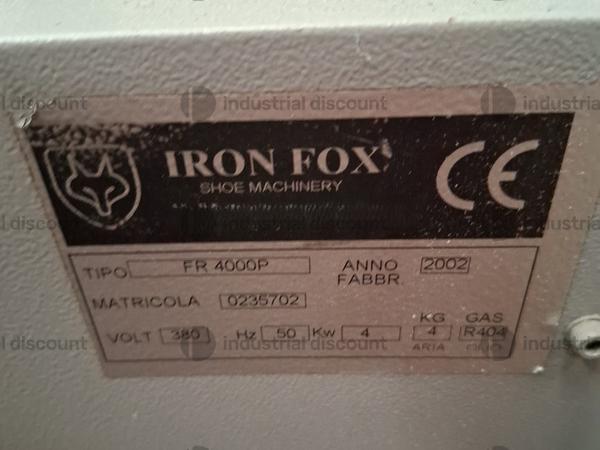 IRON FOX
SHOE MACHINERY
CE
TIPO FR 4000P ANNO FABBR. 2002
MATRICOLA 0235702
VOLT 380 Hz 50 Kw 4 KG 4 GAS R404
ARIA
industrial discount